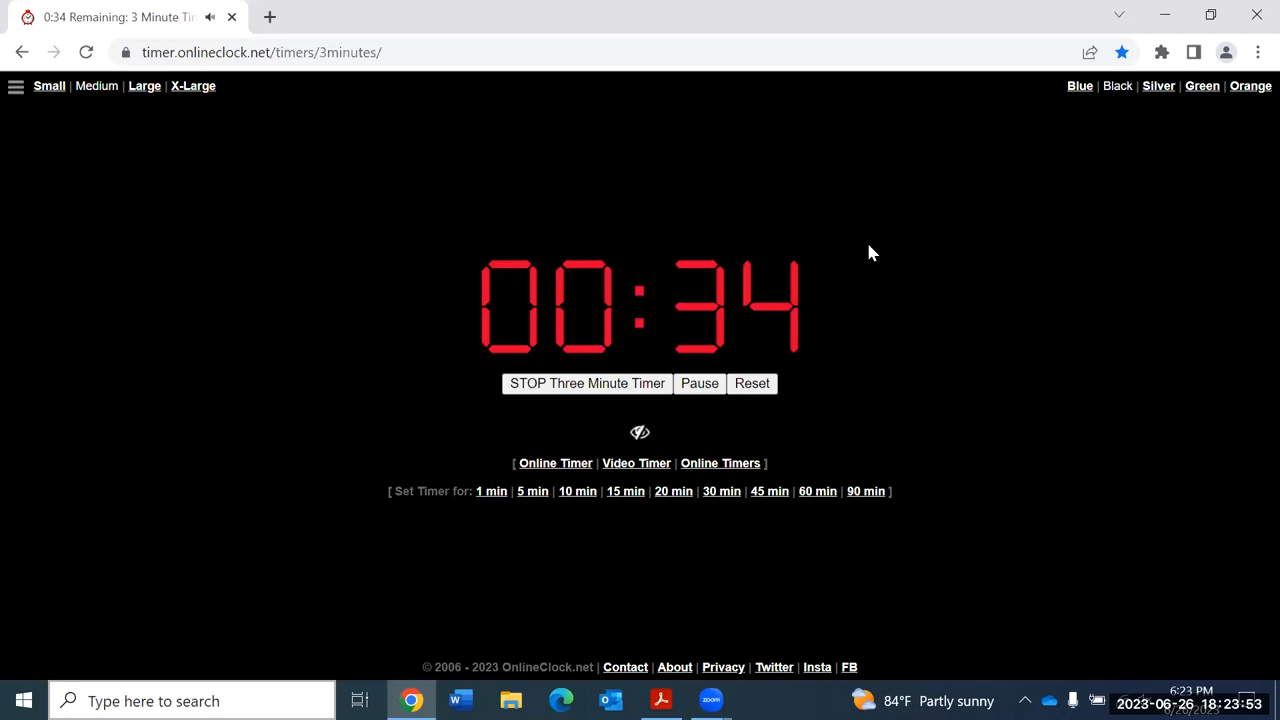 0:34 Remaining: 3 Minute Tir
timer.onlineclock.net/timers/3minutes/
Small | Medium | Large | X-Large
Blue | Black | Silver | Green | Orange
00:34
STOP Three Minute Timer Pause Reset
[ Online Timer | Video Timer | Online Timers ]
[ Set Timer for: 1 min | 5 min | 10 min | 15 min | 20 min | 30 min | 45 min | 60 min | 90 min ]
© 2006 - 2023 OnlineClock.net | Contact | About | Privacy | Twitter | Insta | FB
Type here to search
zoom
84°F Partly sunny
6:23 PM
2023-06-26 18:23:53